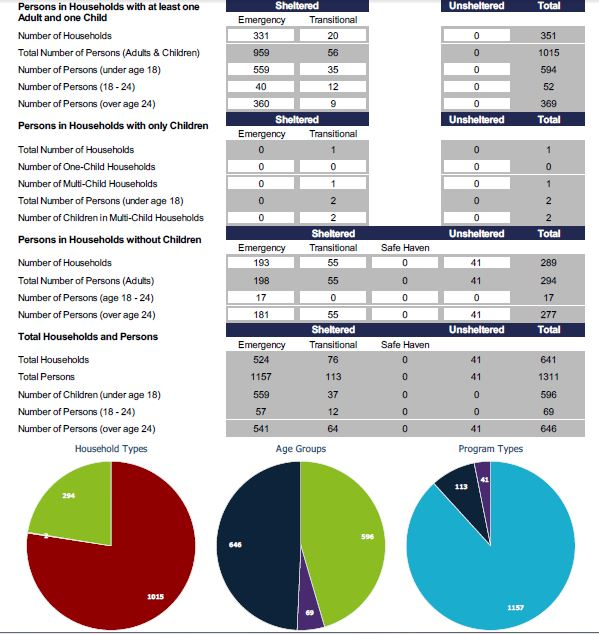 Persons in Households with at least one Sheltered Unsheltered Total
Adult and one Child Emergency Transitional
Number of Households 331 20 0 351
Total Number of Persons (Adults & Children) 959 56 0 1015
Number of Persons (under age 18) 559 35 0 594
Number of Persons (18 - 24) 40 12 0 52
Number of Persons (over age 24) 360 9 0 369
Persons in Households with only Children Sheltered Unsheltered Total
Emergency Transitional
Total Number of Households 0 1 0 1
Number of One-Child Households 0 0 0 0
Number of Multi-Child Households 0 1 0 1
Total Number of Persons (under age 18) 0 2 0 2
Number of Children in Multi-Child Households 0 2 0 2
Persons in Households without Children Sheltered Unsheltered Total
Emergency Transitional Safe Haven
Number of Households 193 55 0 41 289
Total Number of Persons (Adults) 198 55 0 41 294
Number of Persons (age 18 - 24) 17 0 0 0 17
Number of Persons (over age 24) 181 55 0 41 277
Total Households and Persons Sheltered Unsheltered Total
Emergency Transitional Safe Haven
Total Households 524 76 0 41 641
Total Persons 1157 113 0 41 1311
Number of Children (under age 18) 559 37 0 0 596
Number of Persons (18 - 24) 57 12 0 0 69
Number of Persons (over age 24) 541 64 0 41 646
Household Types Age Groups Program Types
294 2 1015
646 596 69
113 41 1157